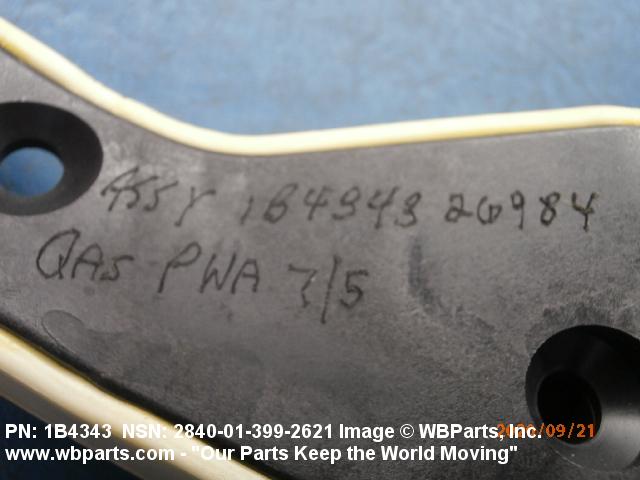 ASSY 1B4343 26984
QAS PWA 7/5
PN: 1B4343 NSN: 2840-01-399-2621 Image © WBParts, Inc.
www.wbparts.com - "Our Parts Keep the World Moving"